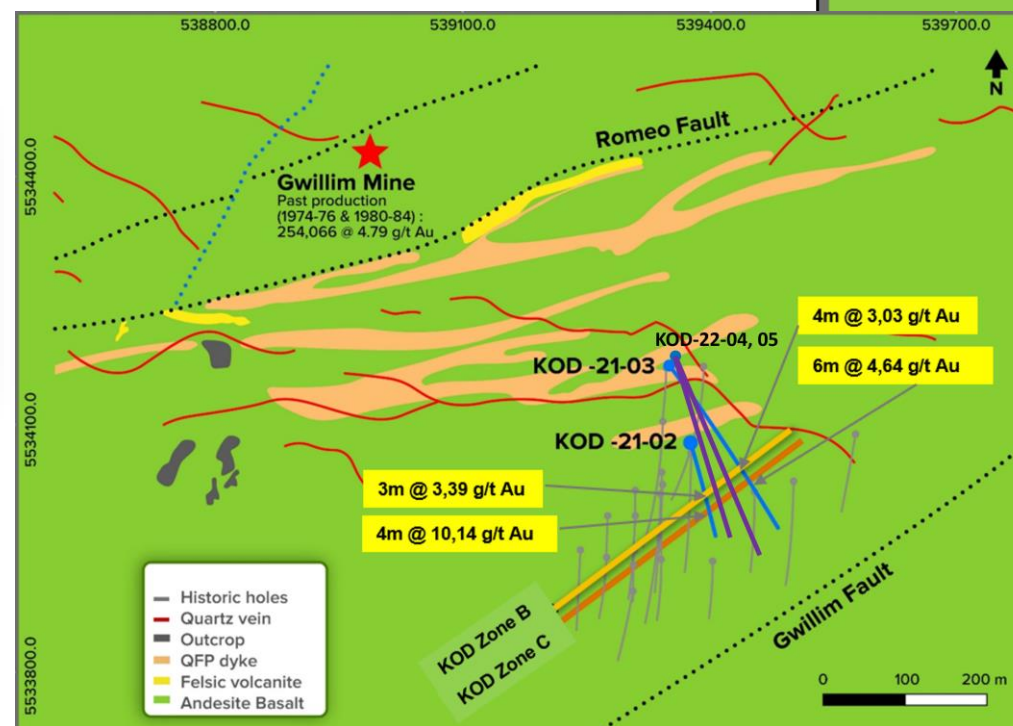 538800.0
539100.0
539400.0
539700.0
N
5534400.0
5534100.0
5533800.0
Romeo Fault
Gwillim Mine
Past production
(1974-76 & 1980-84) :
254,066 @ 4.79 g/t Au
4m @ 3,03 g/t Au
KOD-22-04, 05
KOD -21-03
6m @ 4,64 g/t Au
KOD -21-02
3m @ 3,39 g/t Au
4m @ 10,14 g/t Au
Gwillim Fault
KOD Zone B
KOD Zone C
Historic holes
Quartz vein
Outcrop
QFP dyke
Felsic volcanite
Andesite Basalt
0 100 200 m